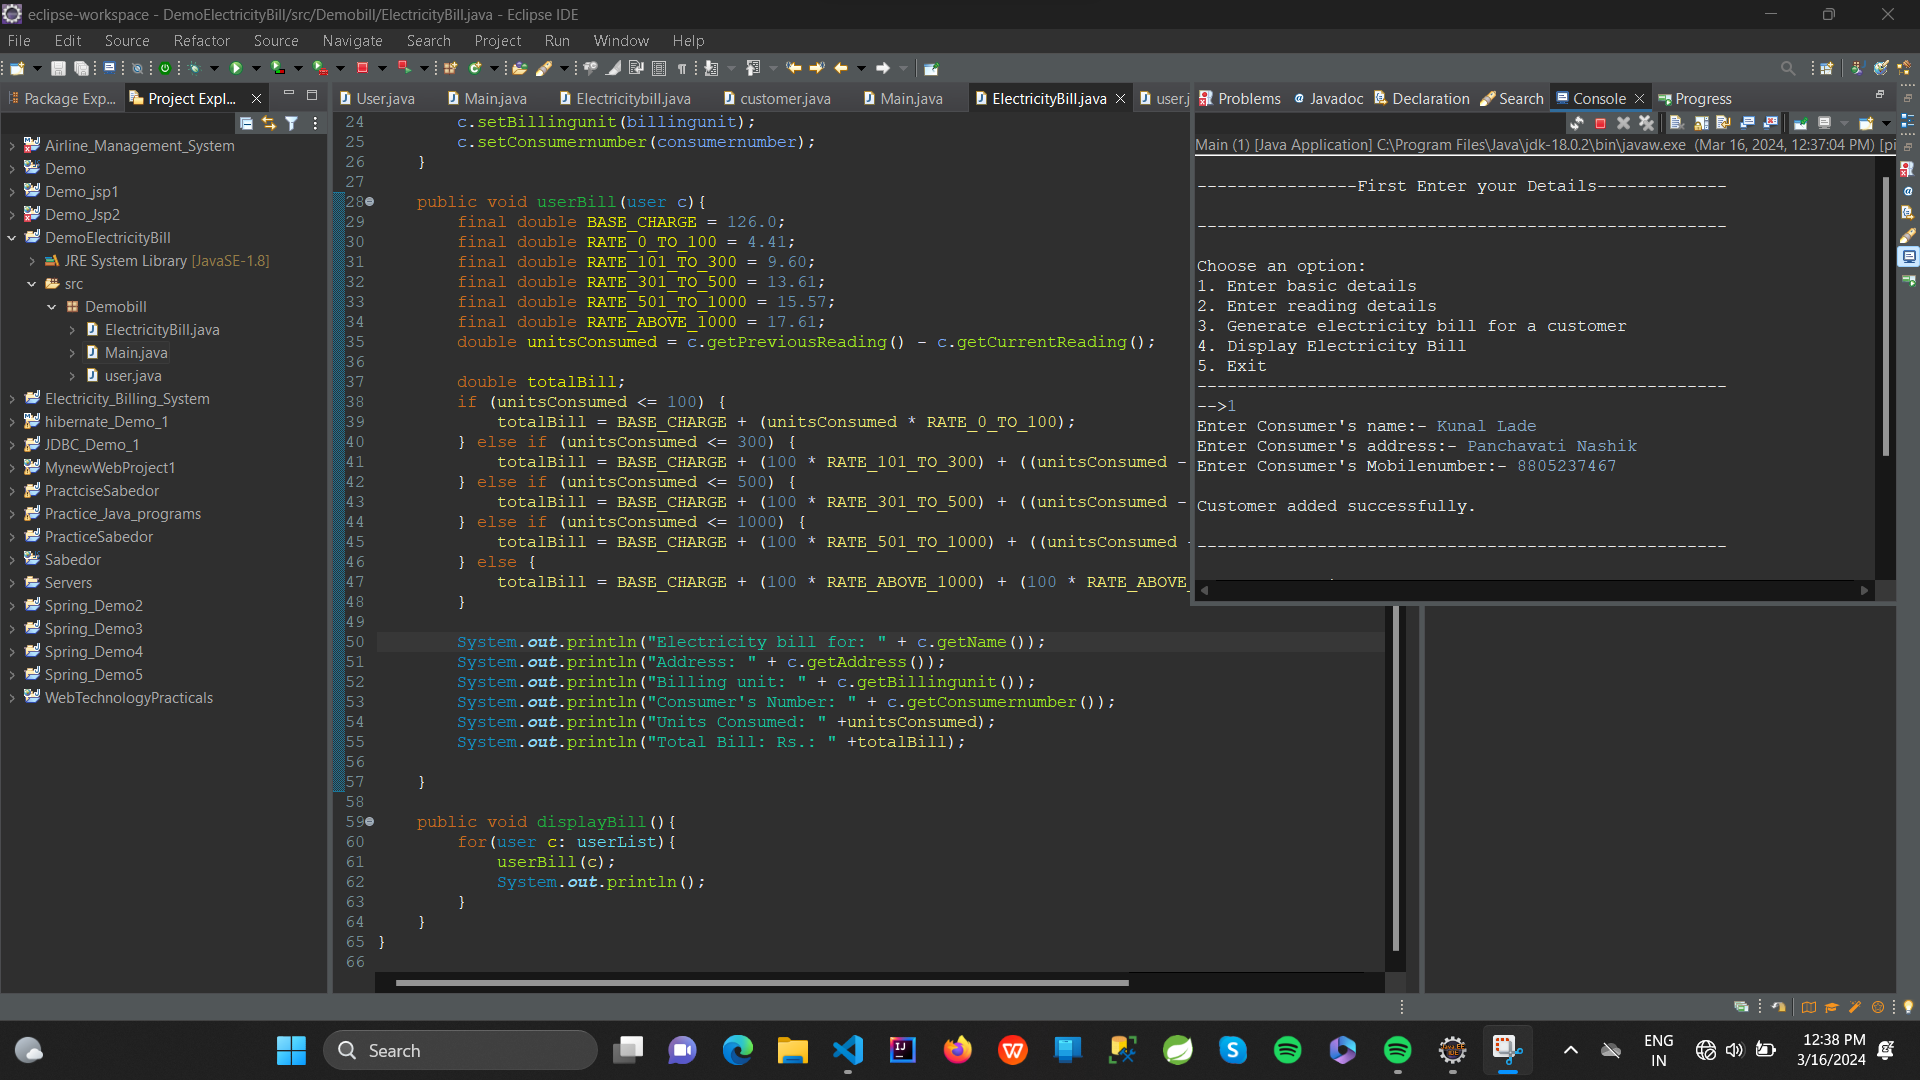 eclipse-workspace - DemoElectricityBill/src/Demobill/ElectricityBill.java - Eclipse IDE
File Edit Source Refactor Source Navigate Search Project Run Window Help
Package Exp...
Project Expl...
Airline_Management_System
Demo
Demo_jsp1
Demo_Jsp2
DemoElectricityBill
JRE System Library [JavaSE-1.8]
src
Demobill
ElectricityBill.java
Main.java
user.java
Electricity_Billing_System
hibernate_Demo_1
JDBC_Demo_1
MynewWebProject1
PractciseSabedor
Practice_Java_programs
PracticeSabedor
Sabedor
Servers
Spring_Demo2
Spring_Demo3
Spring_Demo4
Spring_Demo5
WebTechnologyPracticals
User.java Main.java Electricitybill.java customer.java Main.java ElectricityBill.java user.j
24 c.setBillingunit(billingunit);
25 c.setConsumernumber(consumernumber);
26 }
27
28 public void userBill(user c){
29 final double BASE_CHARGE = 126.0;
30 final double RATE_0_TO_100 = 4.41;
31 final double RATE_101_TO_300 = 9.60;
32 final double RATE_301_TO_500 = 13.61;
33 final double RATE_501_TO_1000 = 15.57;
34 final double RATE_ABOVE_1000 = 17.61;
35 double unitsConsumed = c.getPreviousReading() - c.getCurrentReading();
36
37 double totalBill;
38 if (unitsConsumed <= 100) {
39 totalBill = BASE_CHARGE + (unitsConsumed * RATE_0_TO_100);
40 } else if (unitsConsumed <= 300) {
41 totalBill = BASE_CHARGE + (100 * RATE_101_TO_300) + ((unitsConsumed -
42 } else if (unitsConsumed <= 500) {
43 totalBill = BASE_CHARGE + (100 * RATE_301_TO_500) + ((unitsConsumed -
44 } else if (unitsConsumed <= 1000) {
45 totalBill = BASE_CHARGE + (100 * RATE_501_TO_1000) + ((unitsConsumed
46 } else {
47 totalBill = BASE_CHARGE + (100 * RATE_ABOVE_1000) + (100 * RATE_ABOVE_
48 }
49
50 System.out.println("Electricity bill for: " + c.getName());
51 System.out.println("Address: " + c.getAddress());
52 System.out.println("Billing unit: " + c.getBillingunit());
53 System.out.println("Consumer's Number: " + c.getConsumernumber());
54 System.out.println("Units Consumed: " +unitsConsumed);
55 System.out.println("Total Bill: Rs.: " +totalBill);
56
57 }
58
59 public void displayBill(){
60 for(user c: userList){
61 userBill(c);
62 System.out.println();
63 }
64 }
65 }
66
Problems Javadoc Declaration Search Console Progress
Main (1) [Java Application] C:\Program Files\Java\jdk-18.0.2\bin\javaw.exe (Mar 16, 2024, 12:37:04 PM) [pi
----------------First Enter your Details-------------
-----------------------------------------------------
Choose an option:
1. Enter basic details
2. Enter reading details
3. Generate electricity bill for a customer
4. Display Electricity Bill
5. Exit
-----------------------------------------------------
-->1
Enter Consumer's name:- Kunal Lade
Enter Consumer's address:- Panchavati Nashik
Enter Consumer's Mobilenumber:- 8805237467
Customer added successfully.
-----------------------------------------------------
Search
ENG
IN
12:38 PM
3/16/2024